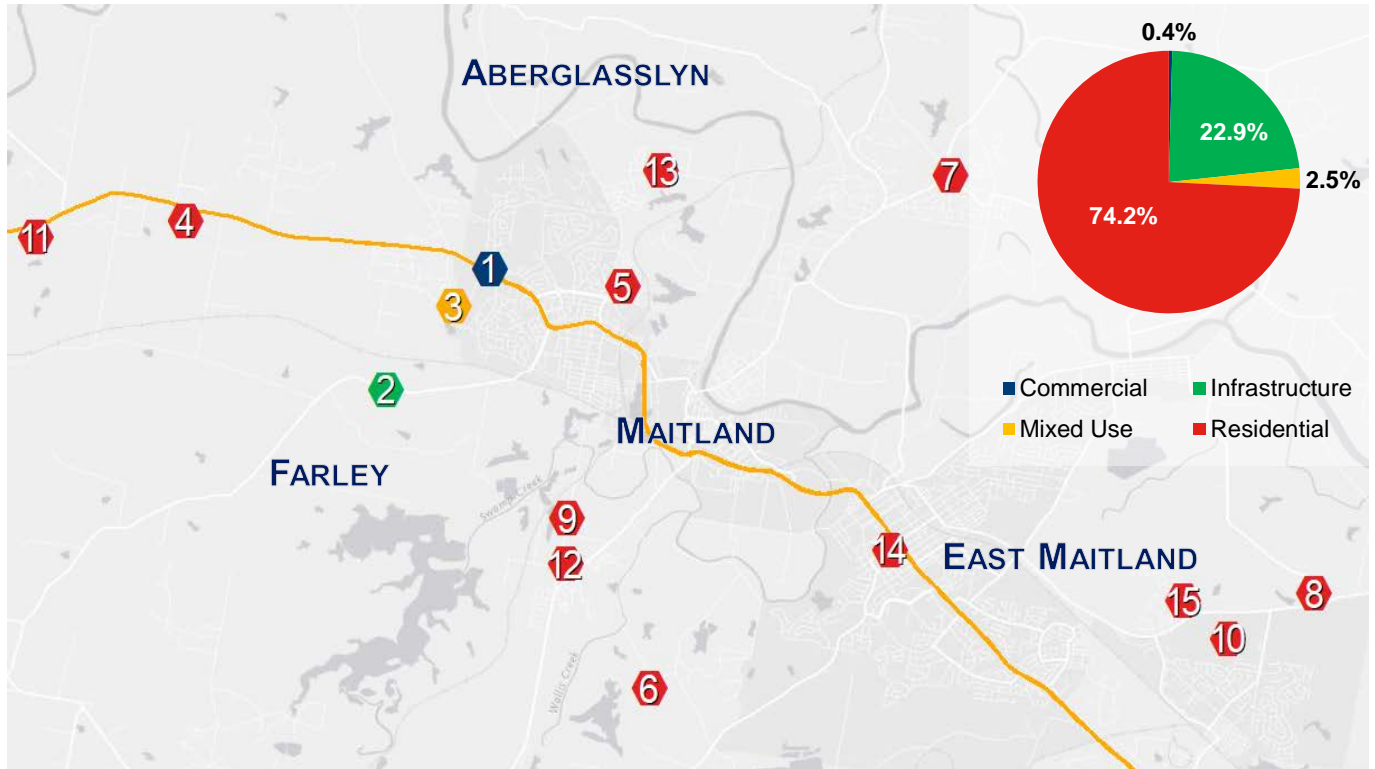 0.4%
ABERGLASSLYN
22.9%
13
7
2.5%
74.2%
4
11
1
5
3
2
Commercial
Infrastructure
Mixed Use
Residential
MAITLAND
FARLEY
Swamp Creek
9
14
EAST MAITLAND
12
8
15
10
Wallis Creek
6